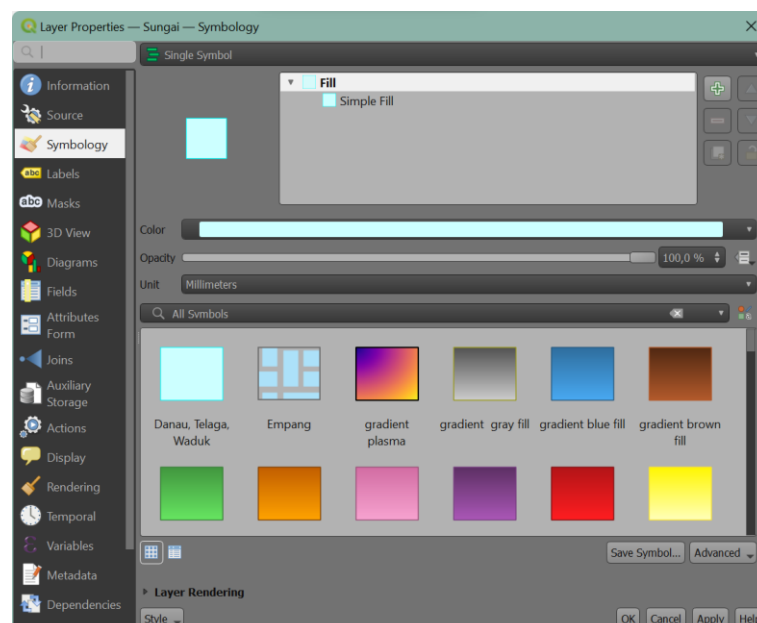 Layer Properties — Sungai — Symbology
Single Symbol
Information
Source
Symbology
abc Labels
abc Masks
3D View
Diagrams
Fields
Attributes
Form
Joins
Auxiliary
Storage
Actions
Display
Rendering
Temporal
Variables
Metadata
Dependencies
Fill
Simple Fill
Color
Opacity
100,0 %
Unit
Millimeters
All Symbols
Danau, Telaga,
Waduk
Empang
gradient
plasma
gradient gray fill
gradient blue fill
gradient brown
fill
Save Symbol...
Advanced
Layer Rendering
Style
OK
Cancel
Apply
Help